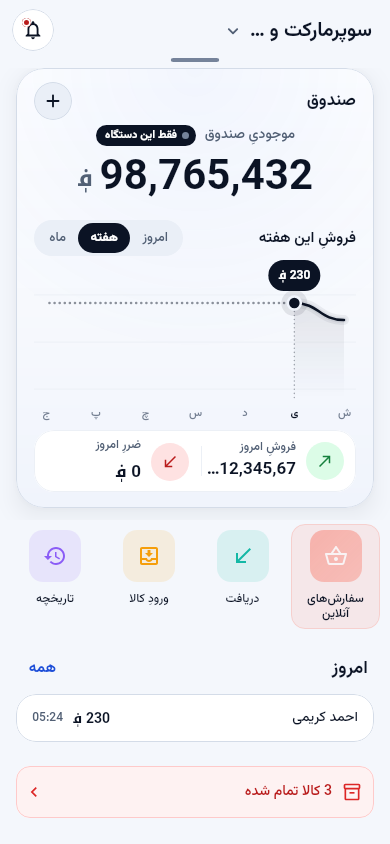 سوپرمارکت و ...
صندوق
موجودیِ صندوق فقط این دستگاه
98,765,432 ؋
فروشِ این هفته امروز هفته ماه
230 ؋
ش ی د س چ پ ج
فروشِ امروز ضررِ امروز
12,345,67... 0 ؋
سفارش‌های آنلاین
دریافت
ورودِ کالا
تاریخچه
امروز همه
احمد کریمی 230 ؋ 05:24
3 کالا تمام شده